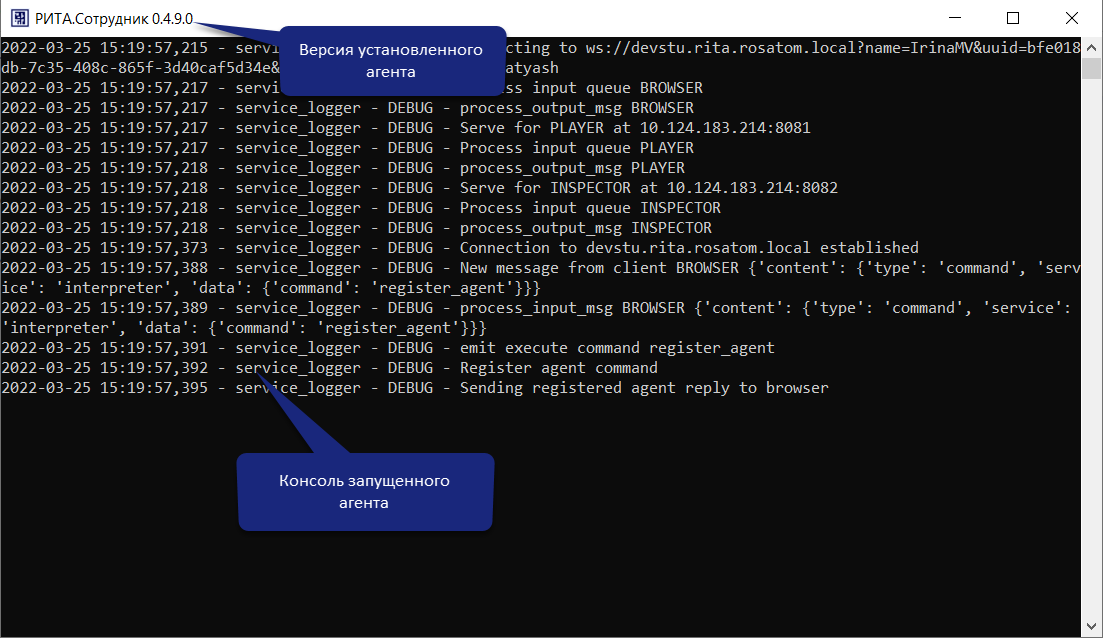 РИТА.Сотрудник 0.4.9.0
Версия установленного
агента
2022-03-25 15:19:57,215 - servi cting to ws://devstu.rita.rosatom.local?name=IrinaMV&uuid=bfe018
db-7c35-408c-865f-3d40caf5d34e& atyash
2022-03-25 15:19:57,217 - servi ss input queue BROWSER
2022-03-25 15:19:57,217 - service_logger - DEBUG - process_output_msg BROWSER
2022-03-25 15:19:57,217 - service_logger - DEBUG - Serve for PLAYER at 10.124.183.214:8081
2022-03-25 15:19:57,217 - service_logger - DEBUG - Process input queue PLAYER
2022-03-25 15:19:57,218 - service_logger - DEBUG - process_output_msg PLAYER
2022-03-25 15:19:57,218 - service_logger - DEBUG - Serve for INSPECTOR at 10.124.183.214:8082
2022-03-25 15:19:57,218 - service_logger - DEBUG - Process input queue INSPECTOR
2022-03-25 15:19:57,218 - service_logger - DEBUG - process_output_msg INSPECTOR
2022-03-25 15:19:57,373 - service_logger - DEBUG - Connection to devstu.rita.rosatom.local established
2022-03-25 15:19:57,388 - service_logger - DEBUG - New message from client BROWSER {'content': {'type': 'command', 'serv
ice': 'interpreter', 'data': {'command': 'register_agent'}}}
2022-03-25 15:19:57,389 - service_logger - DEBUG - process_input_msg BROWSER {'content': {'type': 'command', 'service':
'interpreter', 'data': {'command': 'register_agent'}}}
2022-03-25 15:19:57,391 - service_logger - DEBUG - emit execute command register_agent
2022-03-25 15:19:57,392 - service_logger - DEBUG - Register agent command
2022-03-25 15:19:57,395 - service_logger - DEBUG - Sending registered agent reply to browser
Консоль запущенного
агента